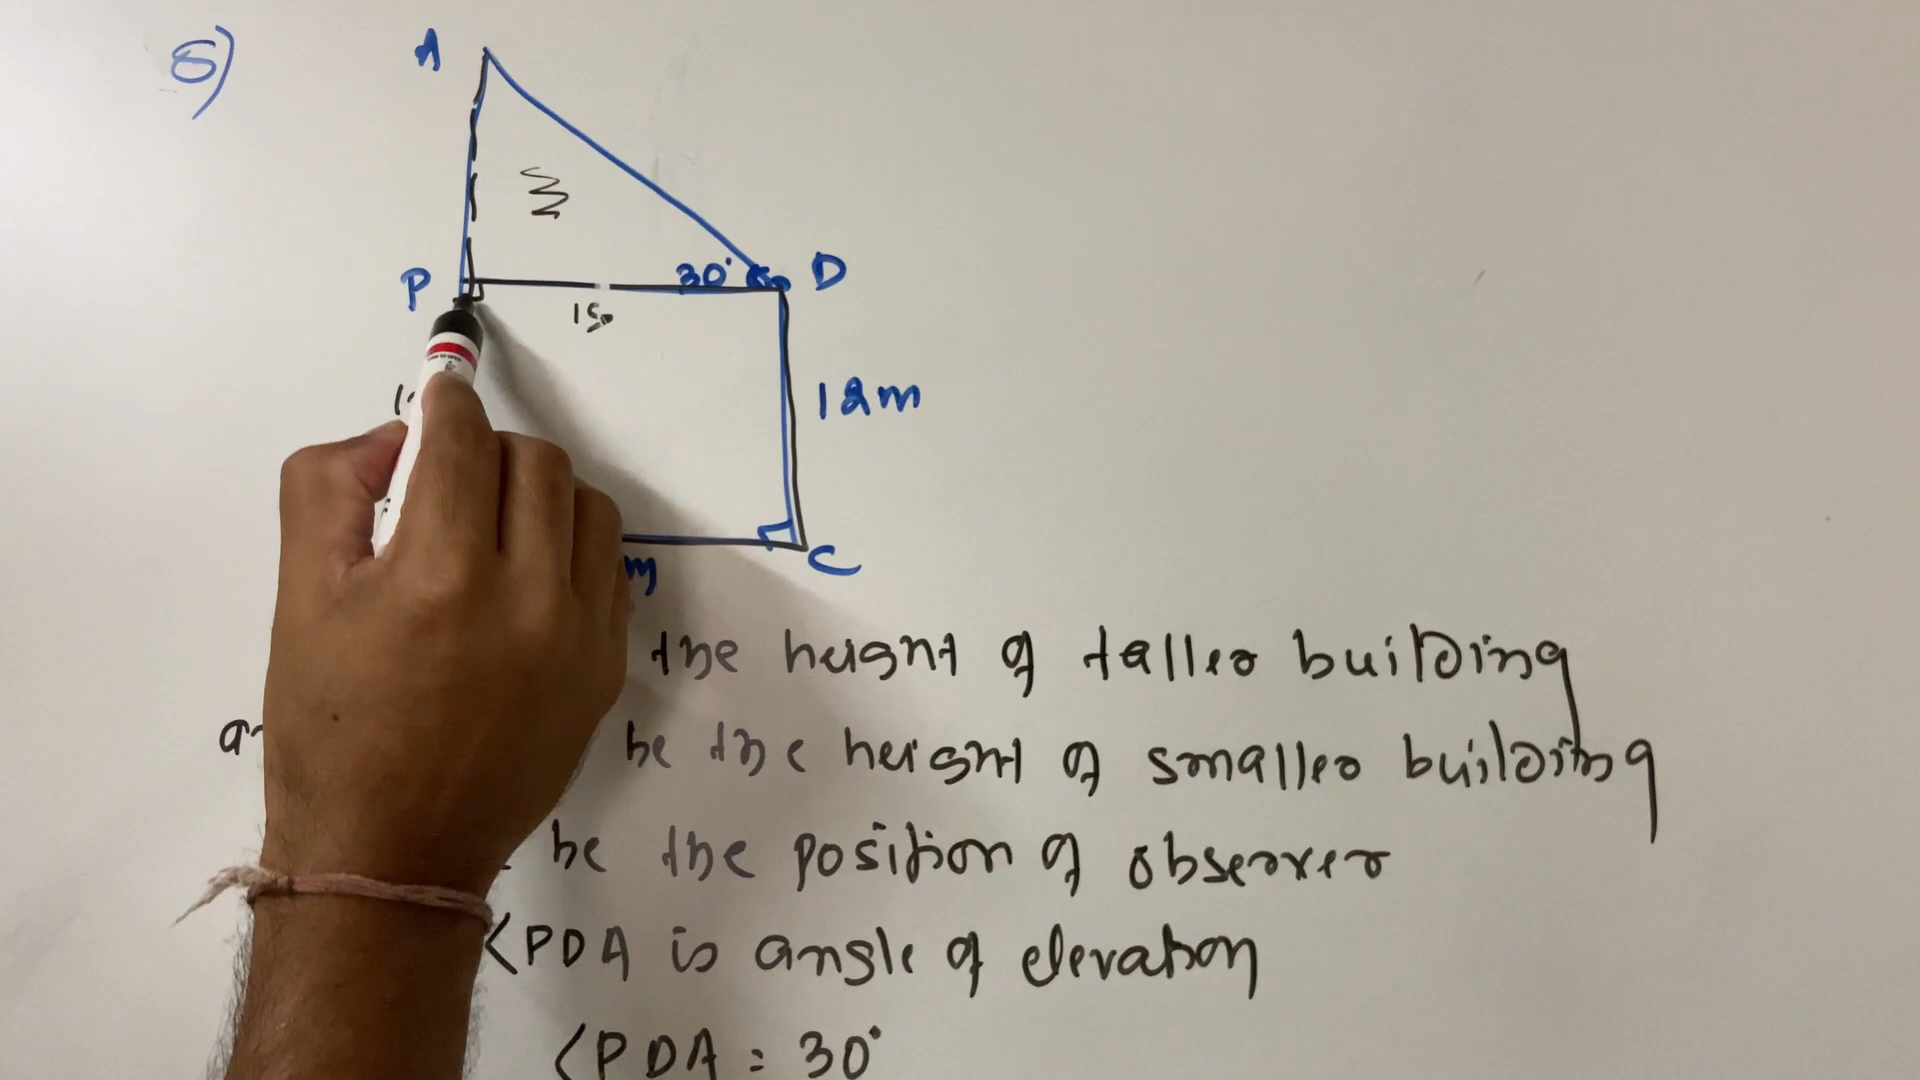 5)
A
30°
D
P
15
12m
m
C
the height of taller building
be the height of smaller building
be the position of observer
<PDA is angle of elevation
<PDA = 30°